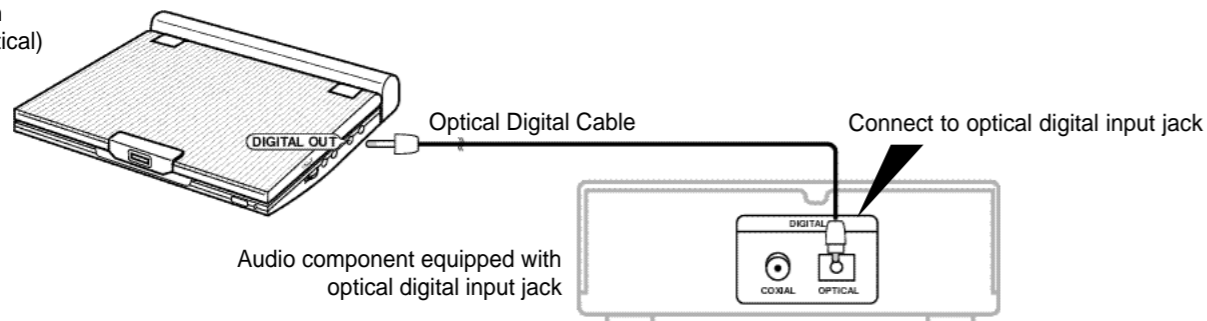 DIGITAL OUT
Optical Digital Cable
Connect to optical digital input jack
Audio component equipped with
optical digital input jack
DIGITAL
COXIAL
OPTICAL